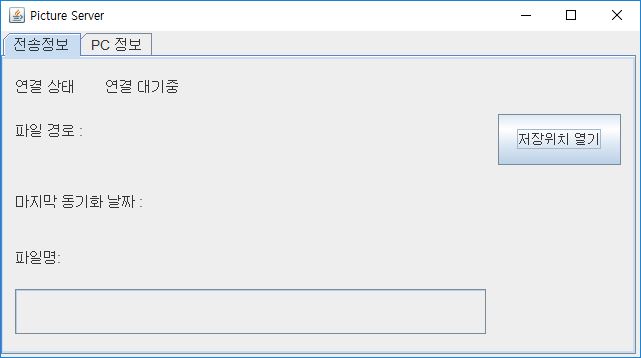 Picture Server
전송정보 PC 정보
연결 상태 연결 대기중
파일 경로 :
저장위치 열기
마지막 동기화 날짜 :
파일명: